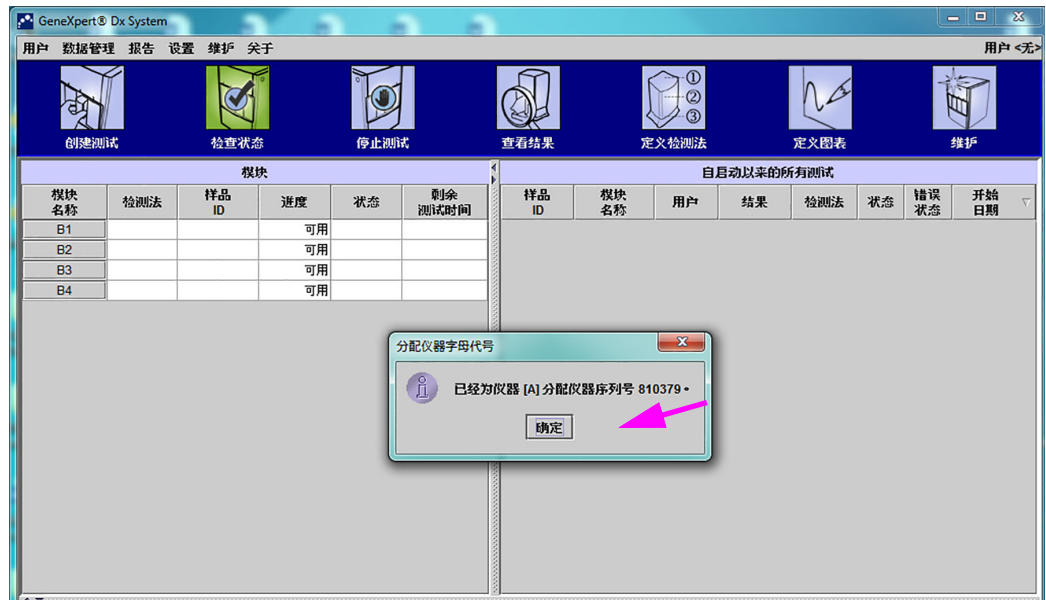 GeneXpert® Dx System
用户 数据管理 报告 设置 维护 关于 用户 <无>
① ② ③
创建测试 检查状态 停止测试 查看结果 定义检测法 定义图表 维护
模块 自启动以来的所有测试
模块名称 检测法 样品ID 进度 状态 剩余测试时间 样品ID 模块名称 用户 结果 检测法 状态 错误状态 开始日期
B1 可用
B2 可用
B3 可用
B4 可用
分配仪器字母代号
已经为仪器 [A] 分配仪器序列号 810379。
确定